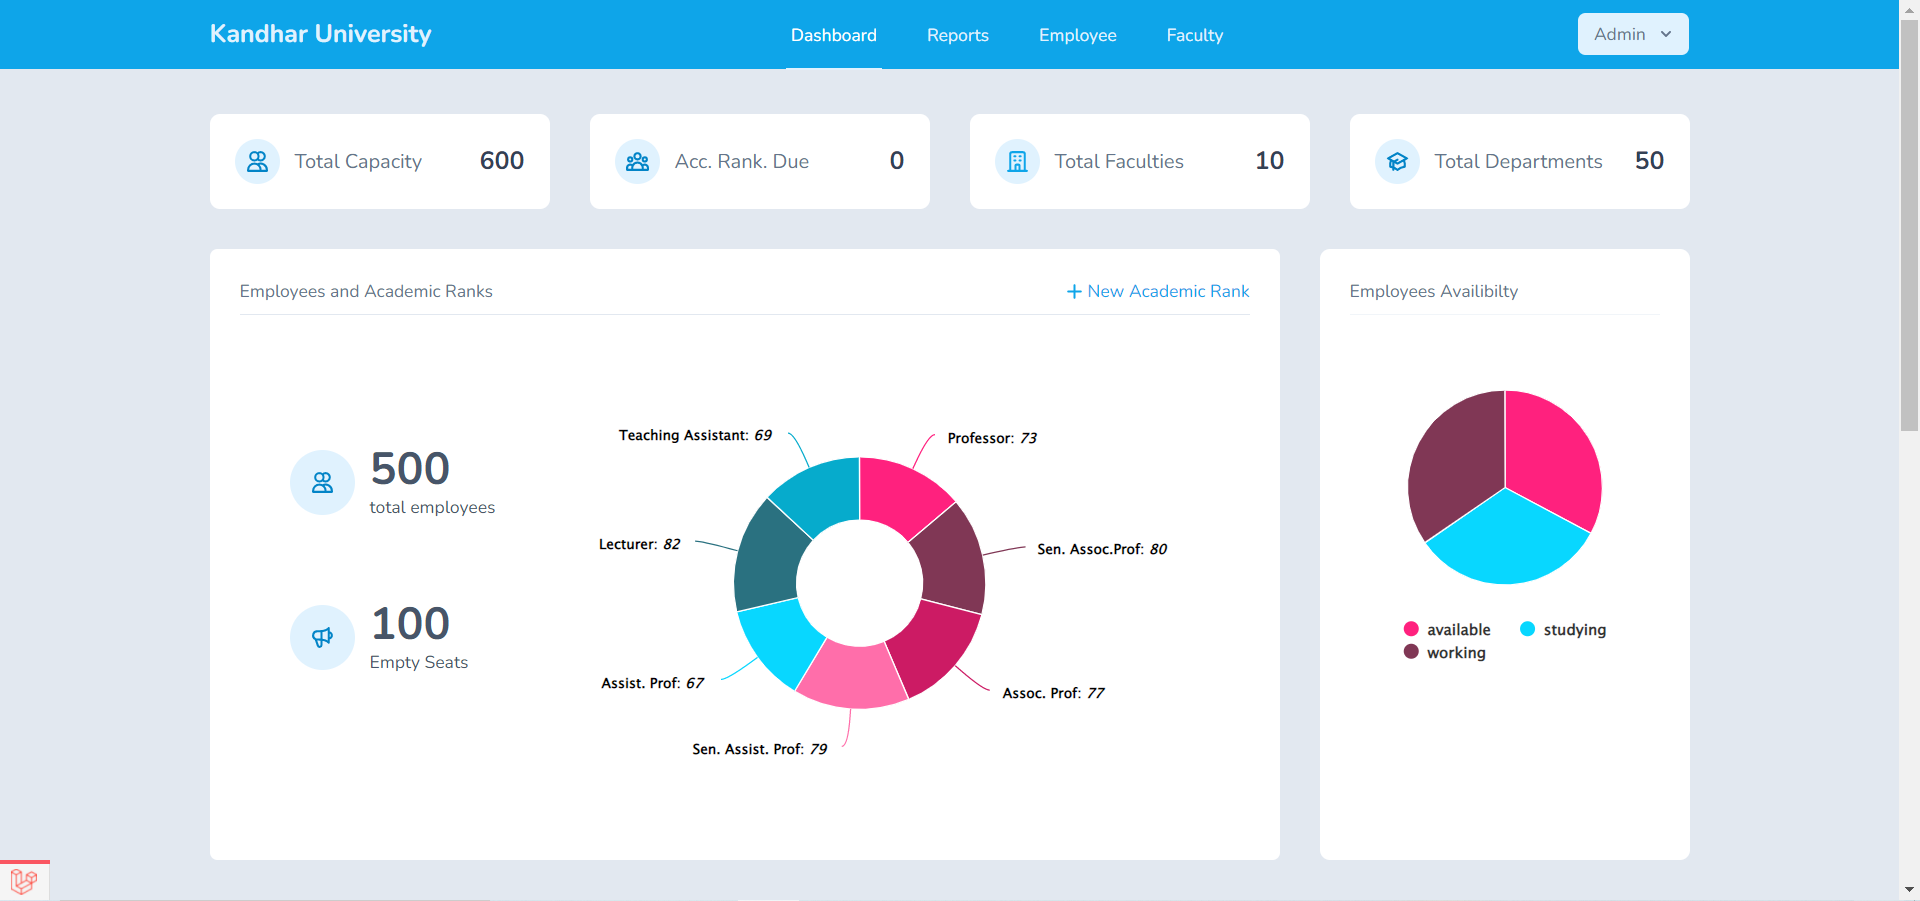 Kandhar University
Dashboard
Reports
Employee
Faculty
Admin
Total Capacity 600
Acc. Rank. Due 0
Total Faculties 10
Total Departments 50
Employees and Academic Ranks
+ New Academic Rank
500
total employees
100
Empty Seats
Teaching Assistant: 69
Professor: 73
Lecturer: 82
Sen. Assoc.Prof: 80
Assist. Prof: 67
Assoc. Prof: 77
Sen. Assist. Prof: 79
Employees Availibilty
available
studying
working